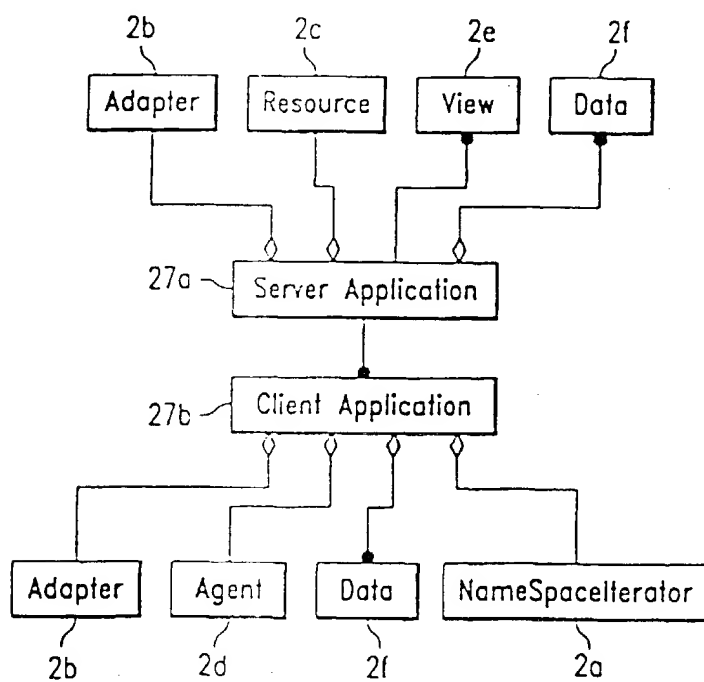 2b 2c 2e 2f
Adapter Resource View Data
27a Server Application
27b Client Application
Adapter Agent Data NameSpaceIterator
2b 2d 2f 2a